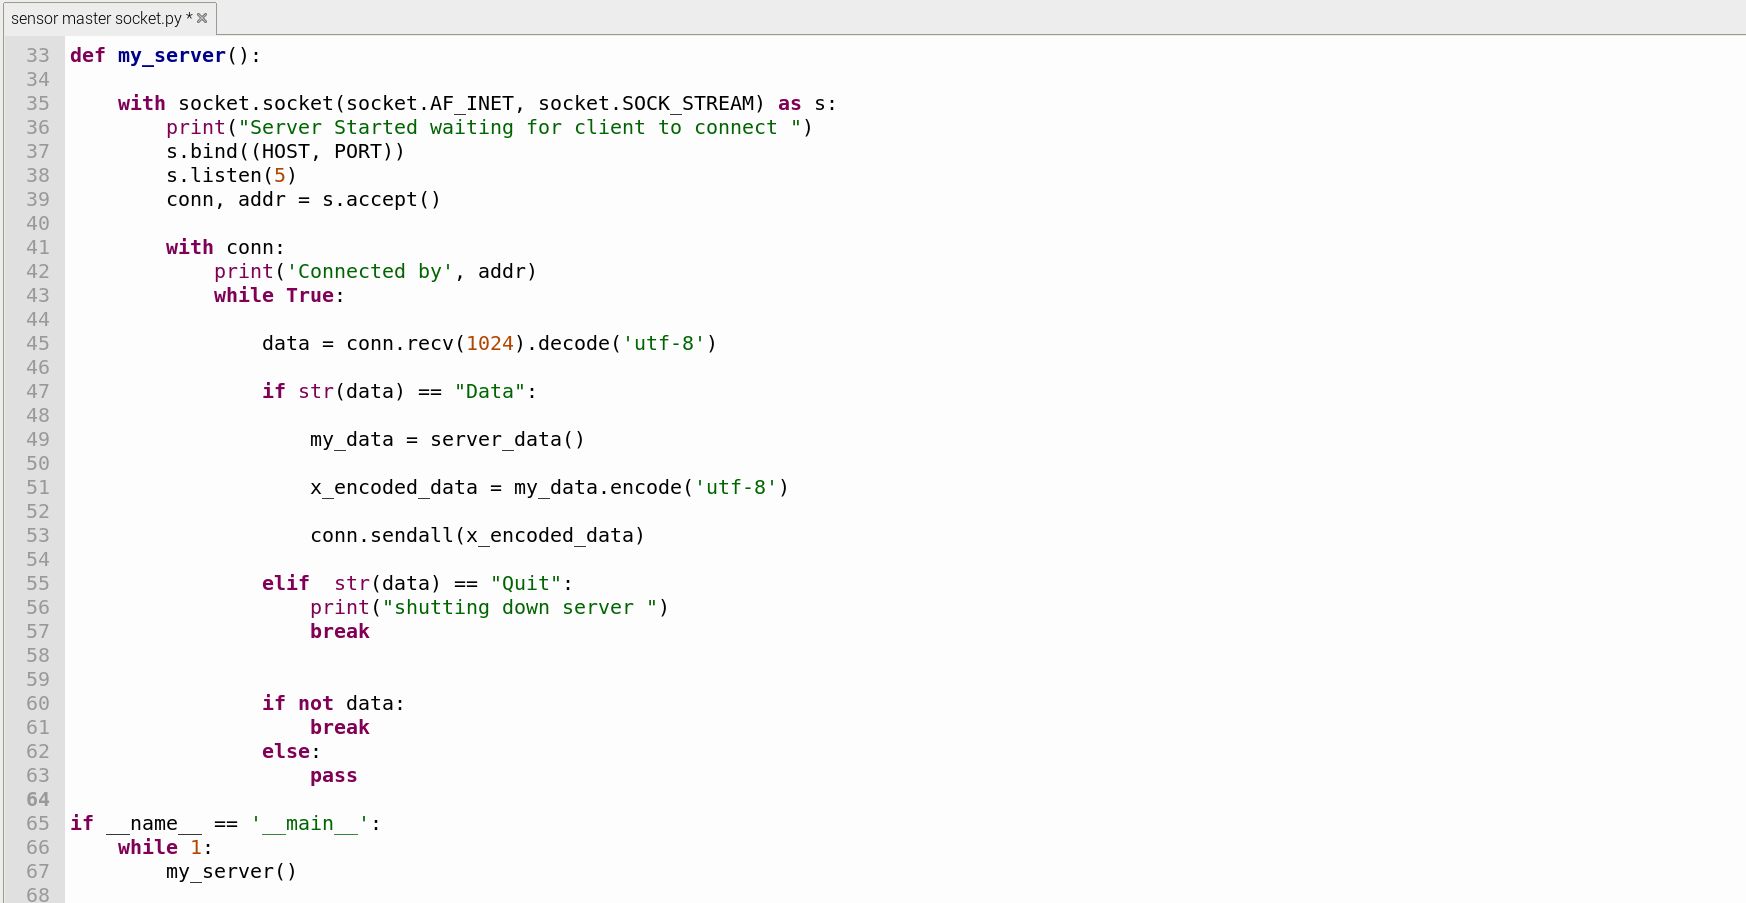 sensor master socket.py *
33 def my_server():
34
35     with socket.socket(socket.AF_INET, socket.SOCK_STREAM) as s:
36         print("Server Started waiting for client to connect ")
37         s.bind((HOST, PORT))
38         s.listen(5)
39         conn, addr = s.accept()
40
41         with conn:
42             print('Connected by', addr)
43             while True:
44
45                 data = conn.recv(1024).decode('utf-8')
46
47                 if str(data) == "Data":
48
49                     my_data = server_data()
50
51                     x_encoded_data = my_data.encode('utf-8')
52
53                     conn.sendall(x_encoded_data)
54
55                 elif  str(data) == "Quit":
56                     print("shutting down server ")
57                     break
58
59
60                 if not data:
61                     break
62                 else:
63                     pass
64
65 if __name__ == '__main__':
66     while 1:
67         my_server()
68